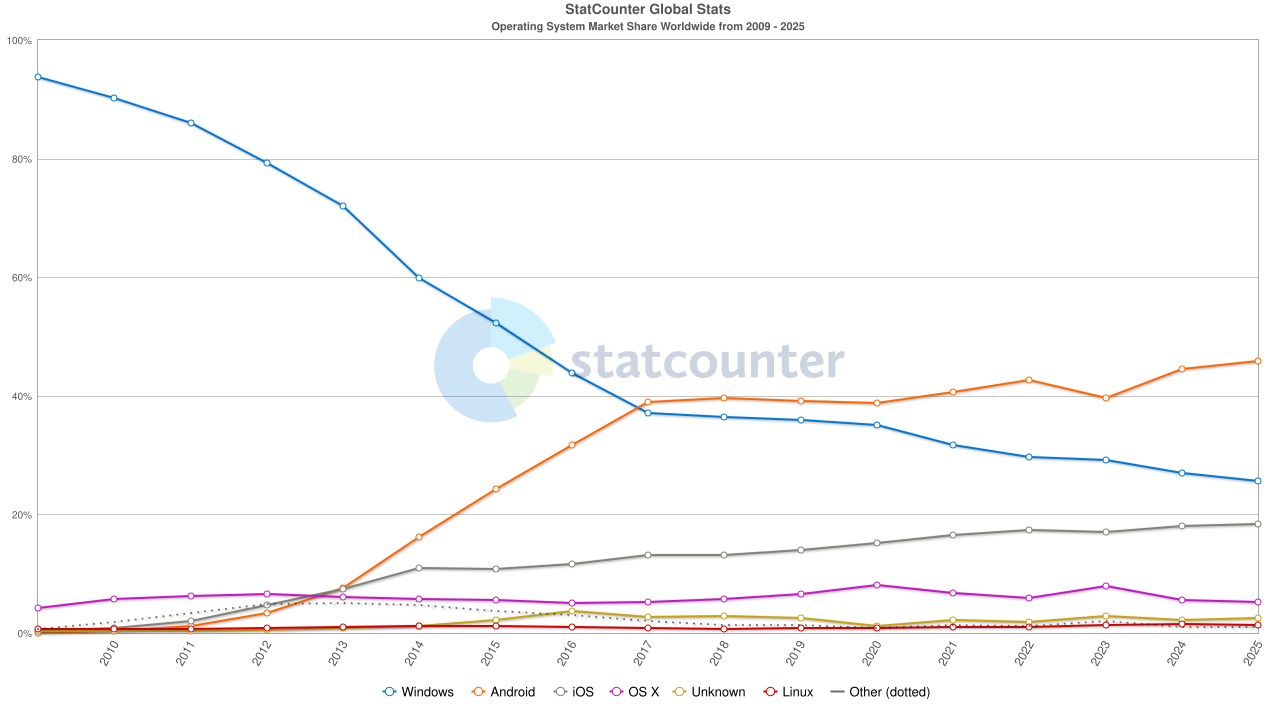 StatCounter Global Stats
Operating System Market Share Worldwide from 2009 - 2025
100%
80%
60%
statcounter
40%
20%
0%
2010 2011 2012 2013 2014 2015 2016 2017 2018 2019 2020 2021 2022 2023 2024 2025
Windows Android iOS OS X Unknown Linux Other (dotted)